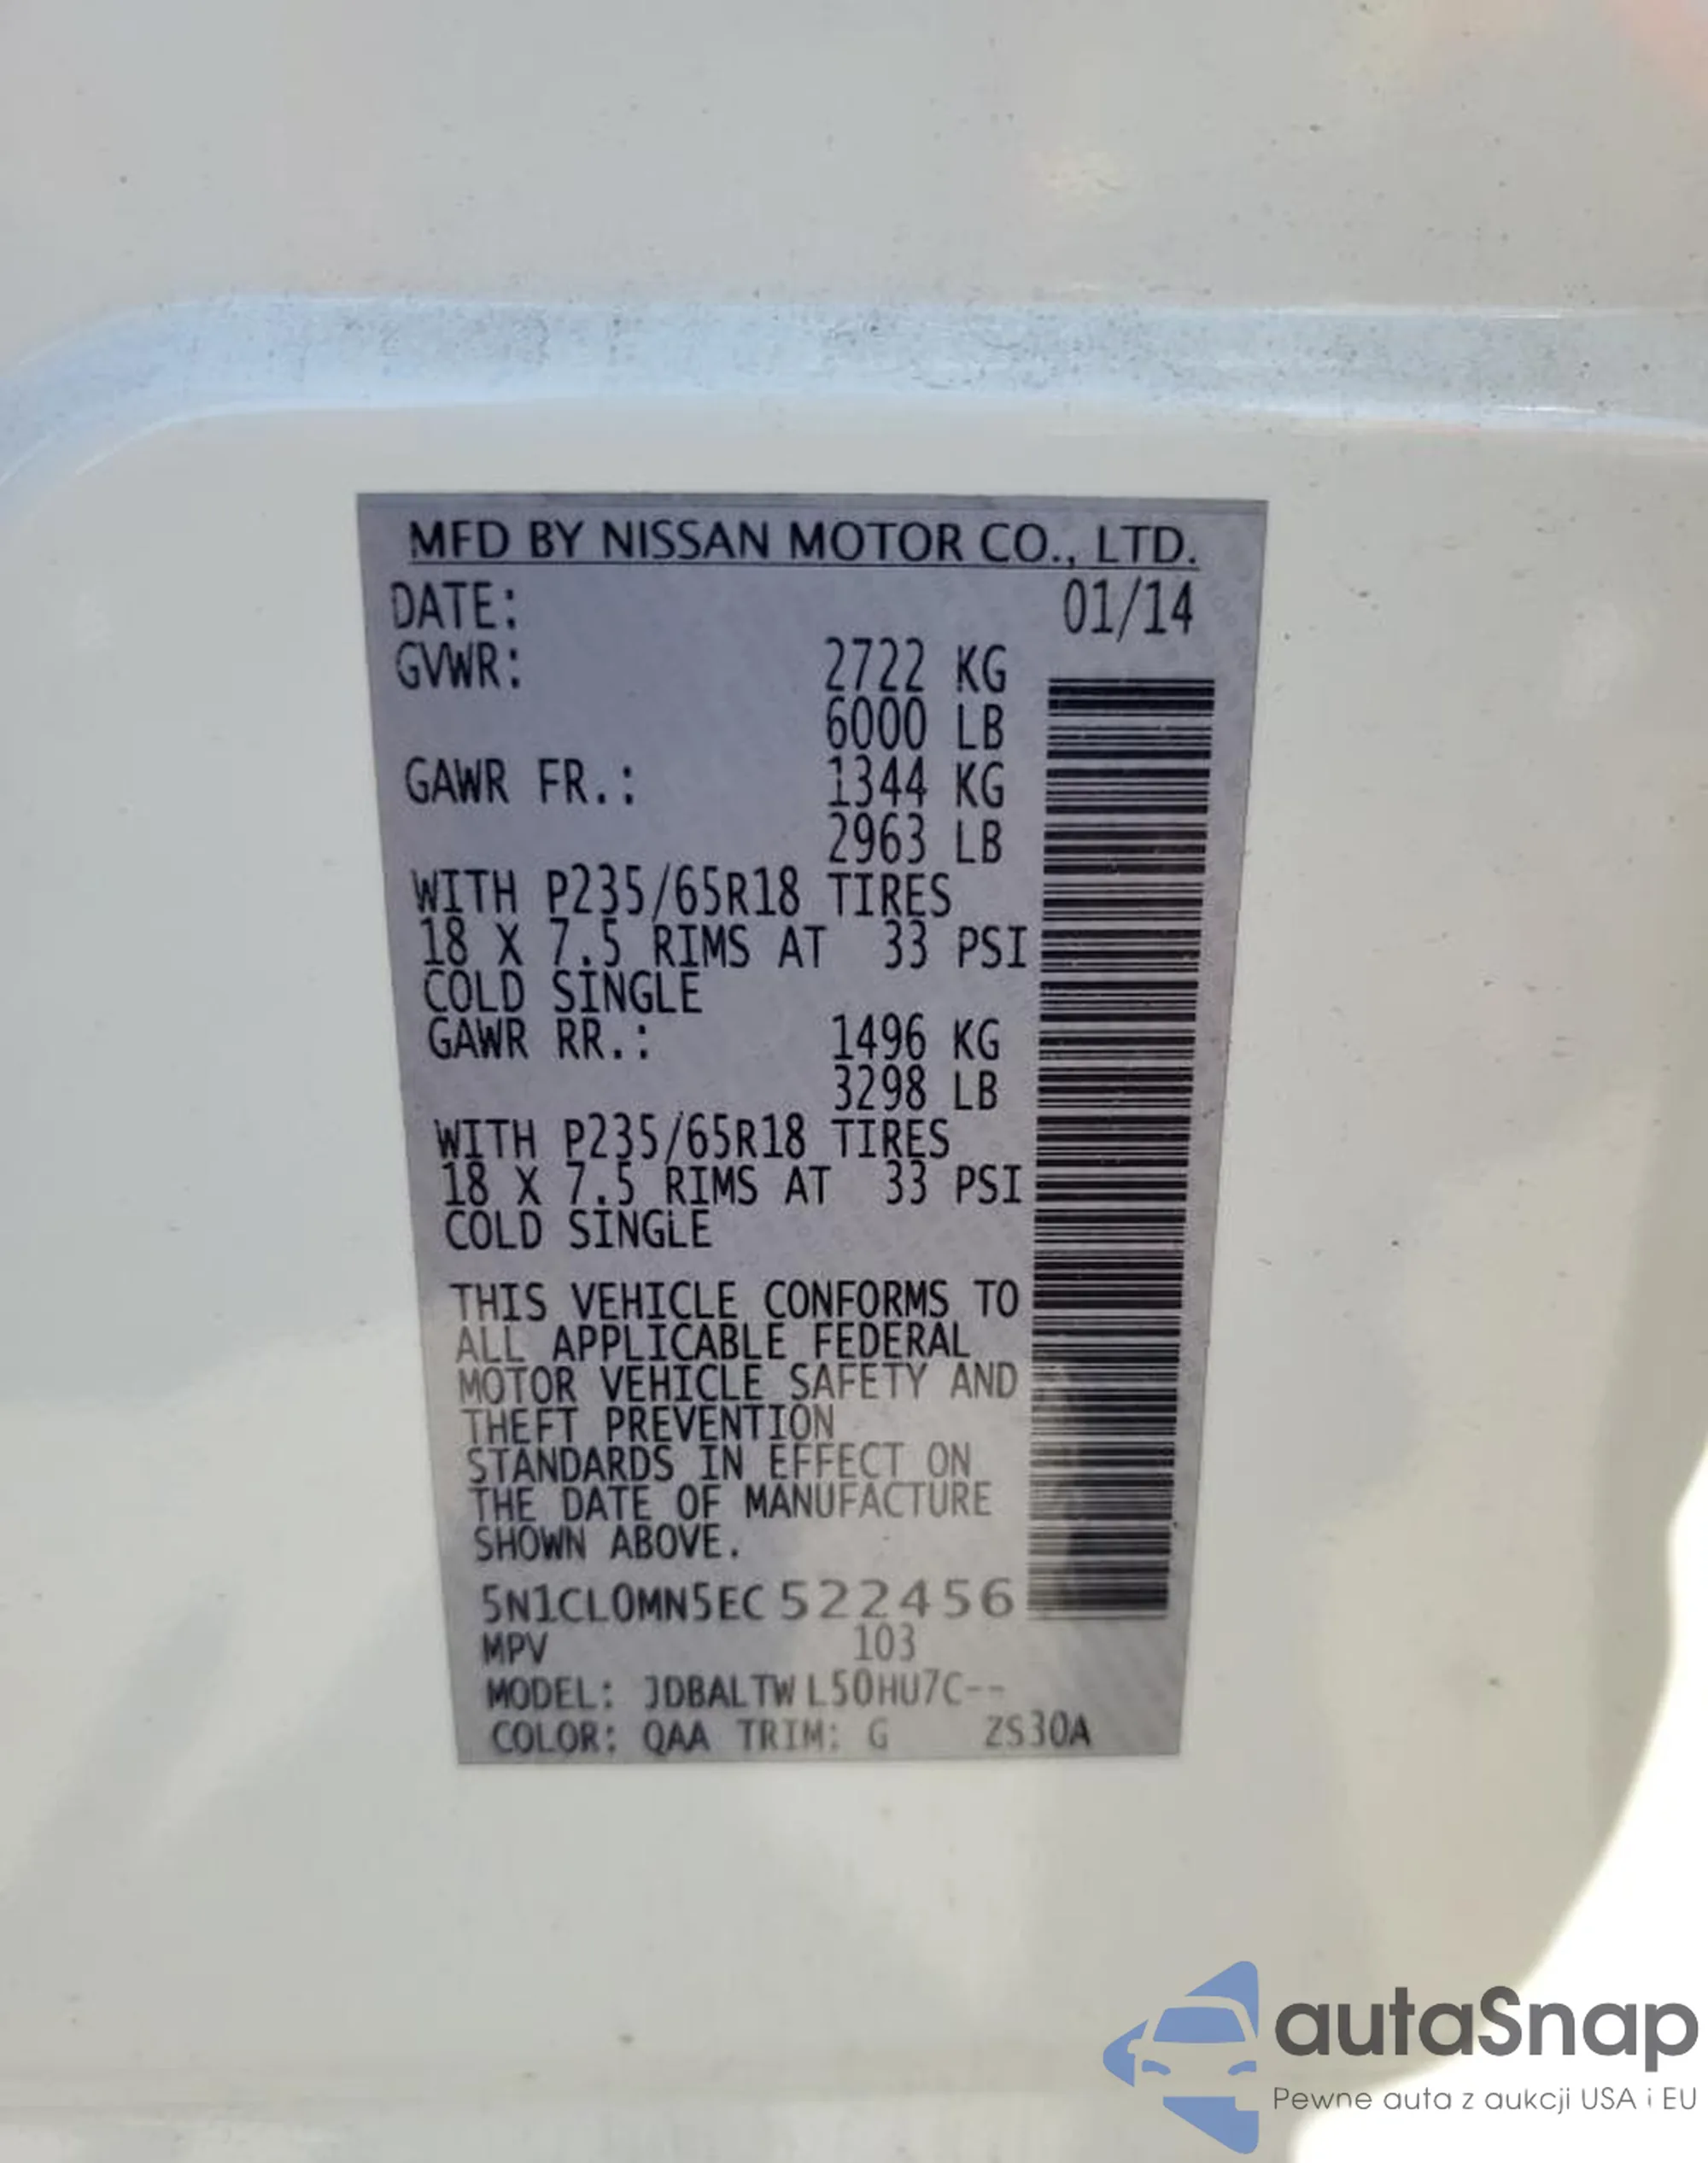 MFD BY NISSAN MOTOR CO., LTD.
DATE: 01/14
GVWR: 2722 KG
6000 LB
GAWR FR.: 1344 KG
2963 LB
WITH P235/65R18 TIRES
18 X 7.5 RIMS AT 33 PSI
COLD SINGLE
GAWR RR.: 1496 KG
3298 LB
WITH P235/65R18 TIRES
18 X 7.5 RIMS AT 33 PSI
COLD SINGLE
THIS VEHICLE CONFORMS TO
ALL APPLICABLE FEDERAL
MOTOR VEHICLE SAFETY AND
THEFT PREVENTION
STANDARDS IN EFFECT ON
THE DATE OF MANUFACTURE
SHOWN ABOVE.
5N1CL0MN5EC522456
MPV 103
MODEL: JDBALTWL50HU7C--
COLOR: QAA TRIM: G ZS30A
autaSnap
Pewne auta z aukcji USA i EU